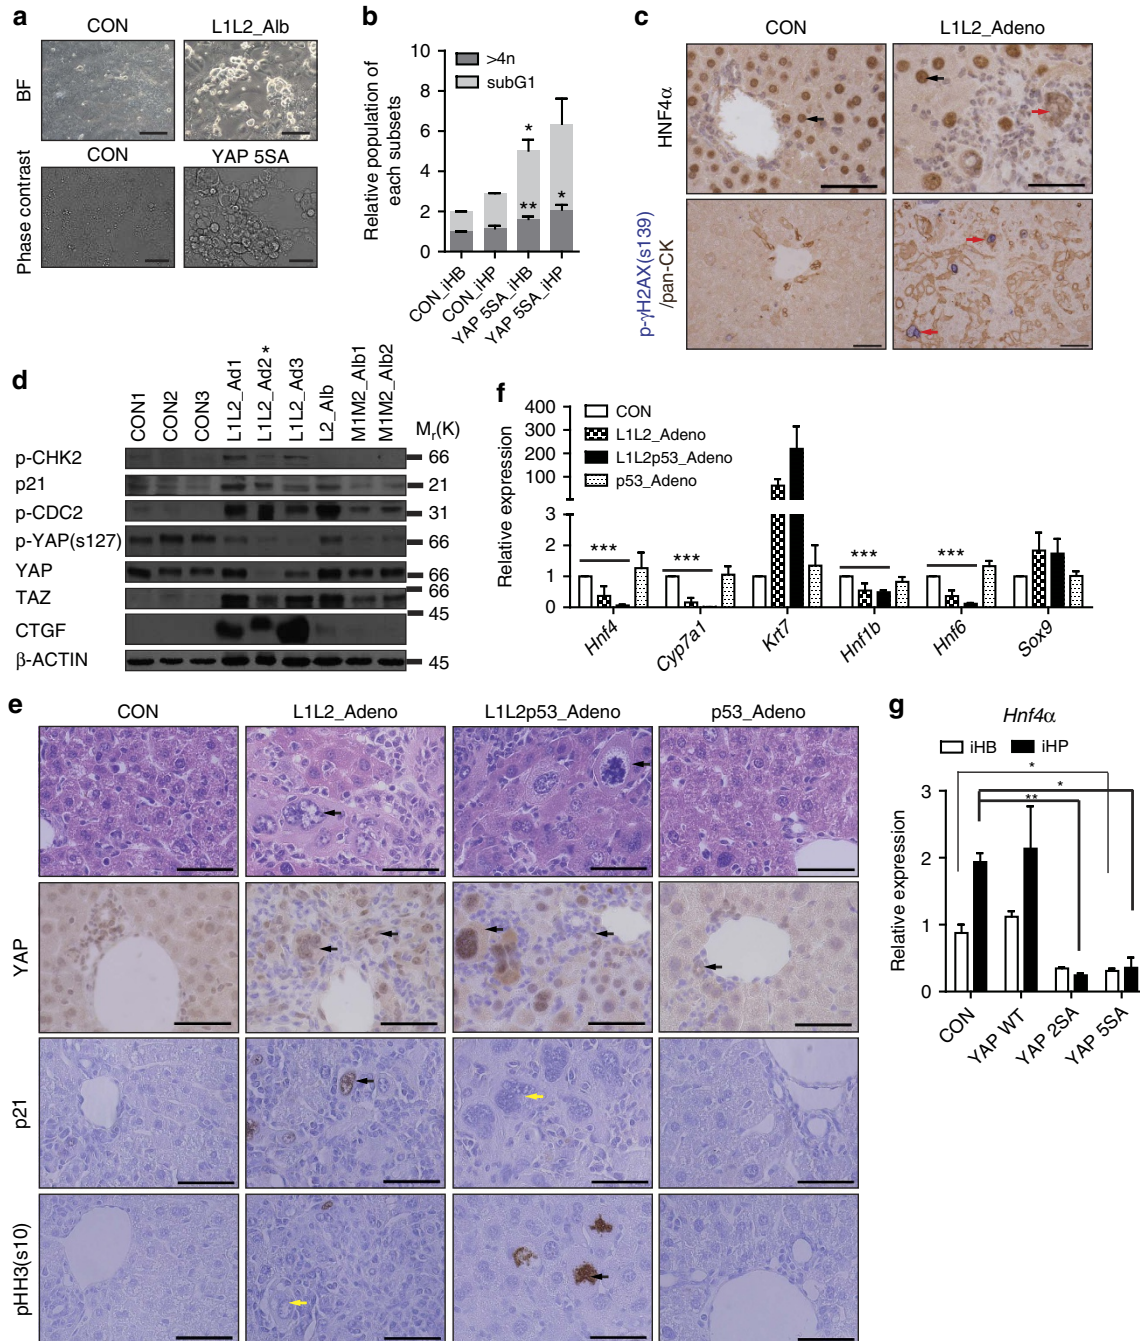 a
CON
L1L2_Alb
BF
CON
YAP 5SA
Phase contrast
b
Relative population of
each subsets
10
8
6
4
2
0
>4n
subG1
*
**
*
CON_iHB
CON_iHP
YAP 5SA_iHB
YAP 5SA_iHP
c
CON
L1L2_Adeno
HNF4α
p-γH2AX(s139)
/pan-CK
d
CON1
CON2
CON3
L1L2_Ad1
L1L2_Ad2*
L1L2_Ad3
L2_Alb
M1M2_Alb1
M1M2_Alb2
Mr(K)
p-CHK2
66
p21
21
p-CDC2
31
p-YAP(s127)
66
YAP
66
TAZ
66
45
CTGF
β-ACTIN
45
f
Relative expression
400
300
200
100
3
2
1
0
CON
L1L2_Adeno
L1L2p53_Adeno
p53_Adeno
***
***
***
***
Hnf4
Cyp7a1
Krt7
Hnf1b
Hnf6
Sox9
e
CON
L1L2_Adeno
L1L2p53_Adeno
p53_Adeno
YAP
p21
pHH3(s10)
g
Hnf4α
iHB
iHP
*
*
**
Relative expression
3
2
1
0
CON
YAP WT
YAP 2SA
YAP 5SA